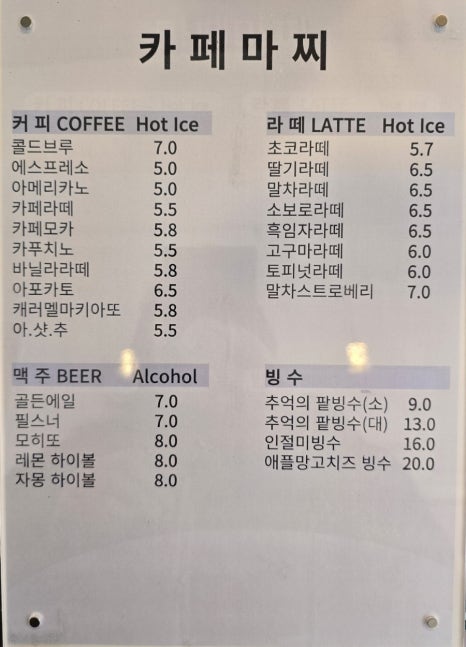 카페마찌
커 피 COFFEE Hot Ice
콜드브루 7.0
에스프레소 5.0
아메리카노 5.0
카페라떼 5.5
카페모카 5.8
카푸치노 5.5
바닐라라떼 5.8
아포카토 6.5
캐러멜마키아또 5.8
아.샷.추 5.5
라 떼 LATTE Hot Ice
초코라떼 5.7
딸기라떼 6.5
말차라떼 6.5
소보로라떼 6.5
흑임자라떼 6.5
고구마라떼 6.0
토피넛라떼 6.0
말차스트로베리 7.0
맥 주 BEER Alcohol
골든에일 7.0
필스너 7.0
모히또 8.0
레몬 하이볼 8.0
자몽 하이볼 8.0
빙 수
추억의 팥빙수(소) 9.0
추억의 팥빙수(대) 13.0
인절미빙수 16.0
애플망고치즈 빙수 20.0